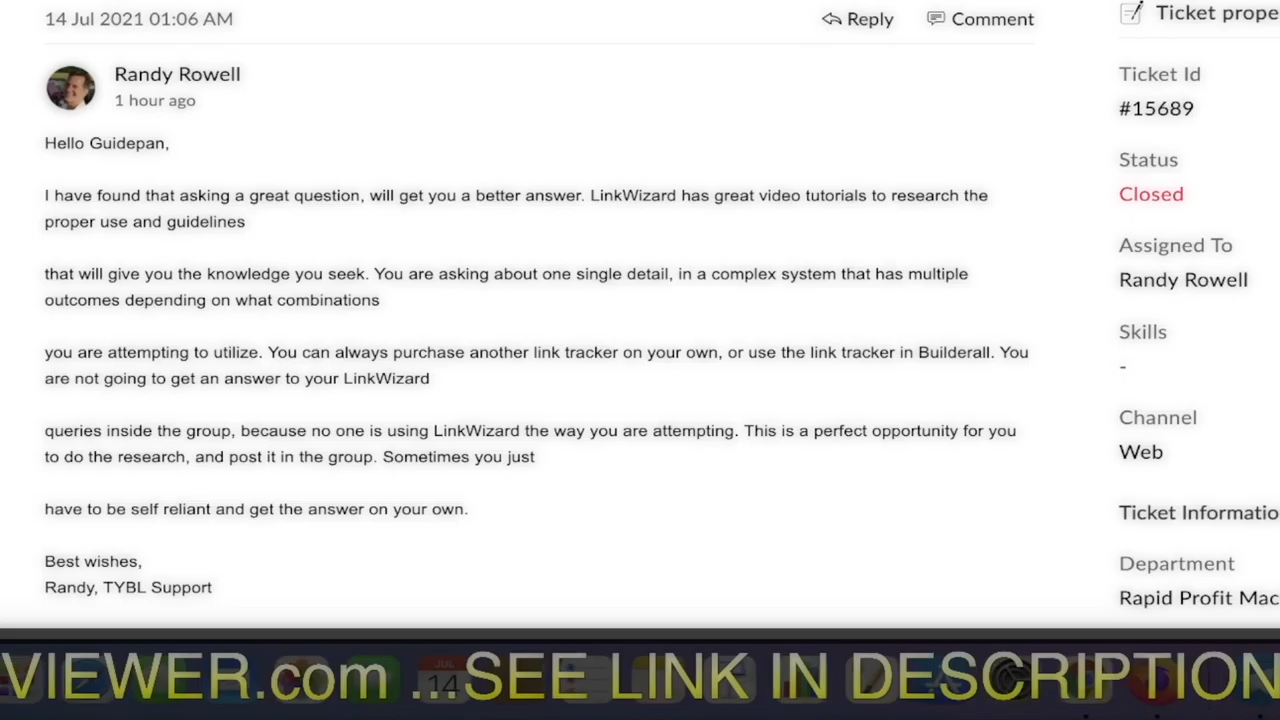 14 Jul 2021 01:06 AM
Reply
Comment
Randy Rowell
1 hour ago
Hello Guidepan,
I have found that asking a great question, will get you a better answer. LinkWizard has great video tutorials to research the
proper use and guidelines
that will give you the knowledge you seek. You are asking about one single detail, in a complex system that has multiple
outcomes depending on what combinations
you are attempting to utilize. You can always purchase another link tracker on your own, or use the link tracker in Builderall. You
are not going to get an answer to your LinkWizard
queries inside the group, because no one is using LinkWizard the way you are attempting. This is a perfect opportunity for you
to do the research, and post it in the group. Sometimes you just
have to be self reliant and get the answer on your own.
Best wishes,
Randy, TYBL Support
Ticket prope
Ticket Id
#15689
Status
Closed
Assigned To
Randy Rowell
Skills
-
Channel
Web
Ticket Informatio
Department
Rapid Profit Mac
JUL
14
VIEWER.com ...SEE LINK IN DESCRIPTION